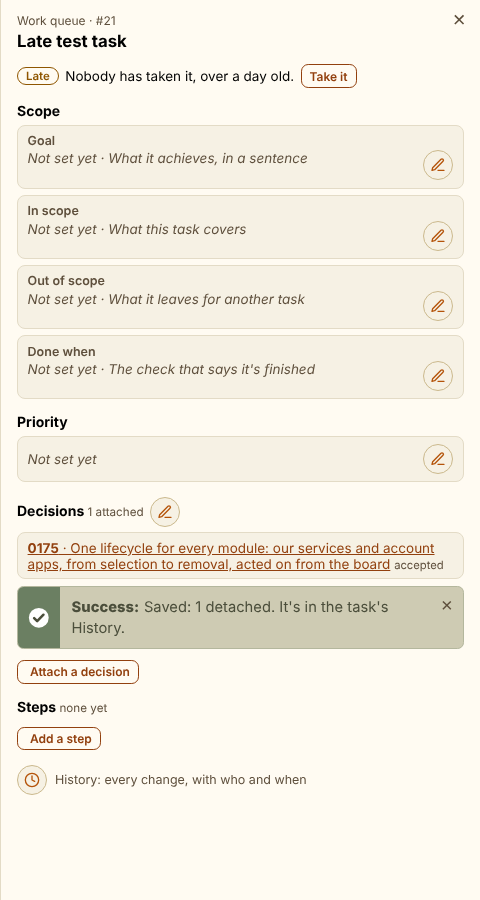 Work queue · #21
Late test task
Late Nobody has taken it, over a day old. Take it
Scope
Goal
Not set yet · What it achieves, in a sentence
In scope
Not set yet · What this task covers
Out of scope
Not set yet · What it leaves for another task
Done when
Not set yet · The check that says it's finished
Priority
Not set yet
Decisions 1 attached
0175 · One lifecycle for every module: our services and account
apps, from selection to removal, acted on from the board accepted
Success: Saved: 1 detached. It's in the task's
History.
Attach a decision
Steps none yet
Add a step
History: every change, with who and when